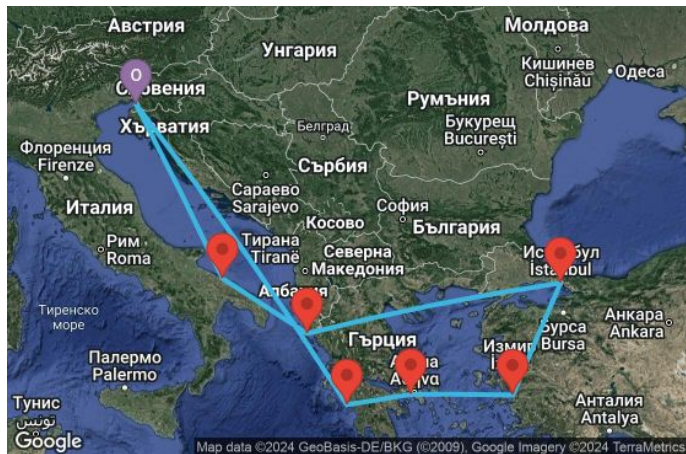 Австрия
Молдова
Унгария
Кишинев
Chișinău
Одеса
O
Словения
Хърватия
Румъния
Букурещ
București
Белград
Флоренция
Firenze
Сърбия
Сараево
Sarajevo
Италия
Косово
София
България
Рим
Roma
Тирана
Tiranë
Северна
Македония
Истанбул
İstanbul
Албания
Тиренско
море
Бурса
Bursa
Анкара
Ankara
Гърция
Палермо
Palermo
Измир
Тунис
تونس
Анталия
Antalya
Google
Map data ©2024 GeoBasis-DE/BKG (©2009), Google Imagery ©2024 TerraMetrics